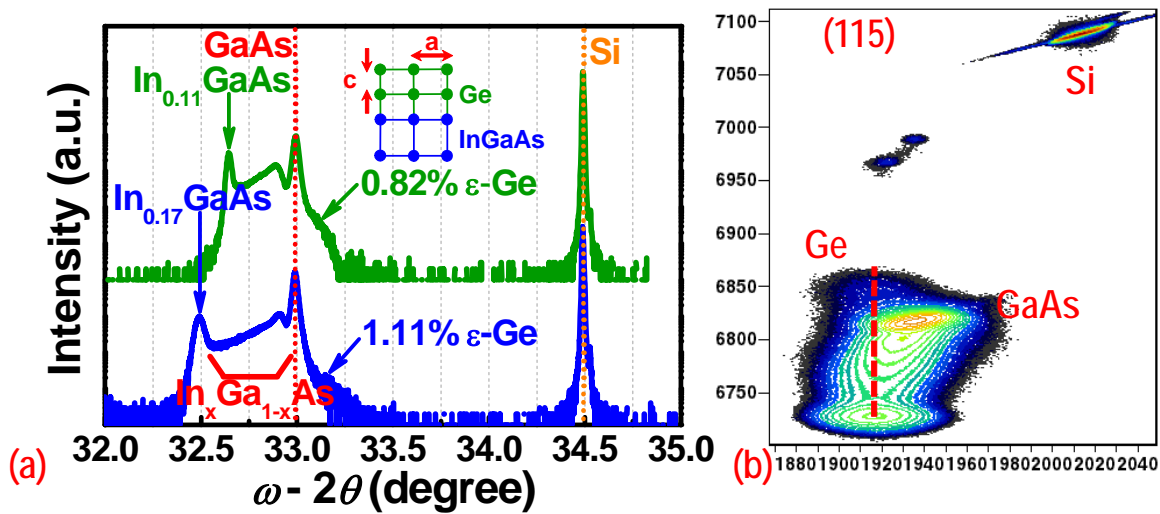 GaAs
Si
In0.11GaAs
a
c
Ge
InGaAs
0.82% ε-Ge
In0.17GaAs
1.11% ε-Ge
InxGa1-xAs
Intensity (a.u.)
32.0 32.5 33.0 33.5 34.0 34.5 35.0
ω - 2θ (degree)
(a)
(115)
Si
Ge
GaAs
7100
7050
7000
6950
6900
6850
6800
6750
1880 1900 1920 1940 1960 1980 2000 2020 2040
(b)